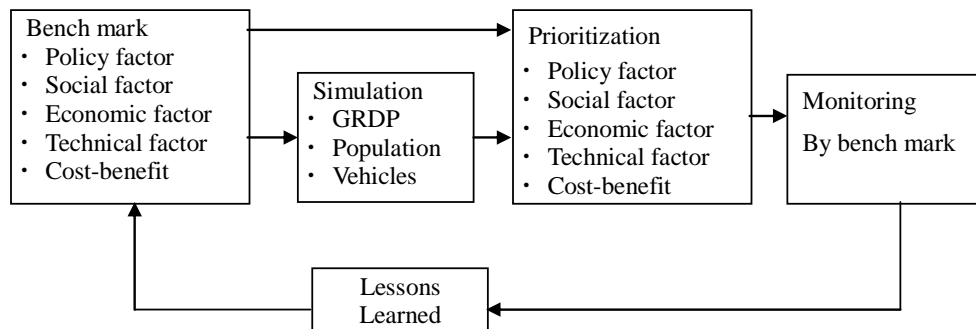 Bench mark
・ Policy factor
・ Social factor
・ Economic factor
・ Technical factor
・ Cost-benefit
Simulation
・ GRDP
・ Population
・ Vehicles
Prioritization
・ Policy factor
・ Social factor
・ Economic factor
・ Technical factor
・ Cost-benefit
Monitoring
By bench mark
Lessons
Learned